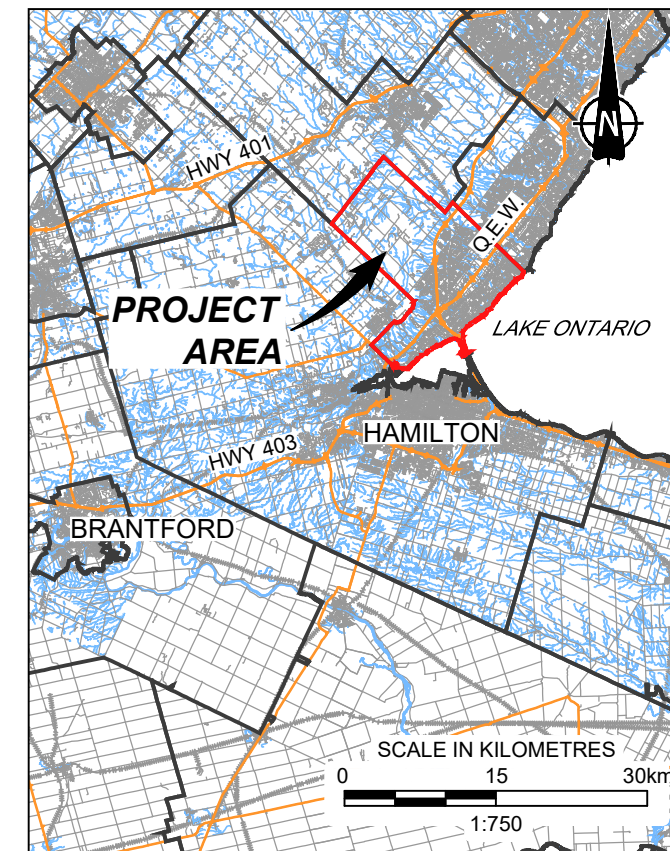 N
HWY 401
Q.E.W.
PROJECT
AREA
LAKE ONTARIO
HAMILTON
HWY 403
BRANTFORD
SCALE IN KILOMETRES
0 15 30km
1:750